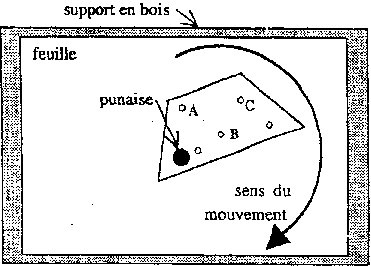 support en bois
feuille
punaise
A
C
B
sens du
mouvement